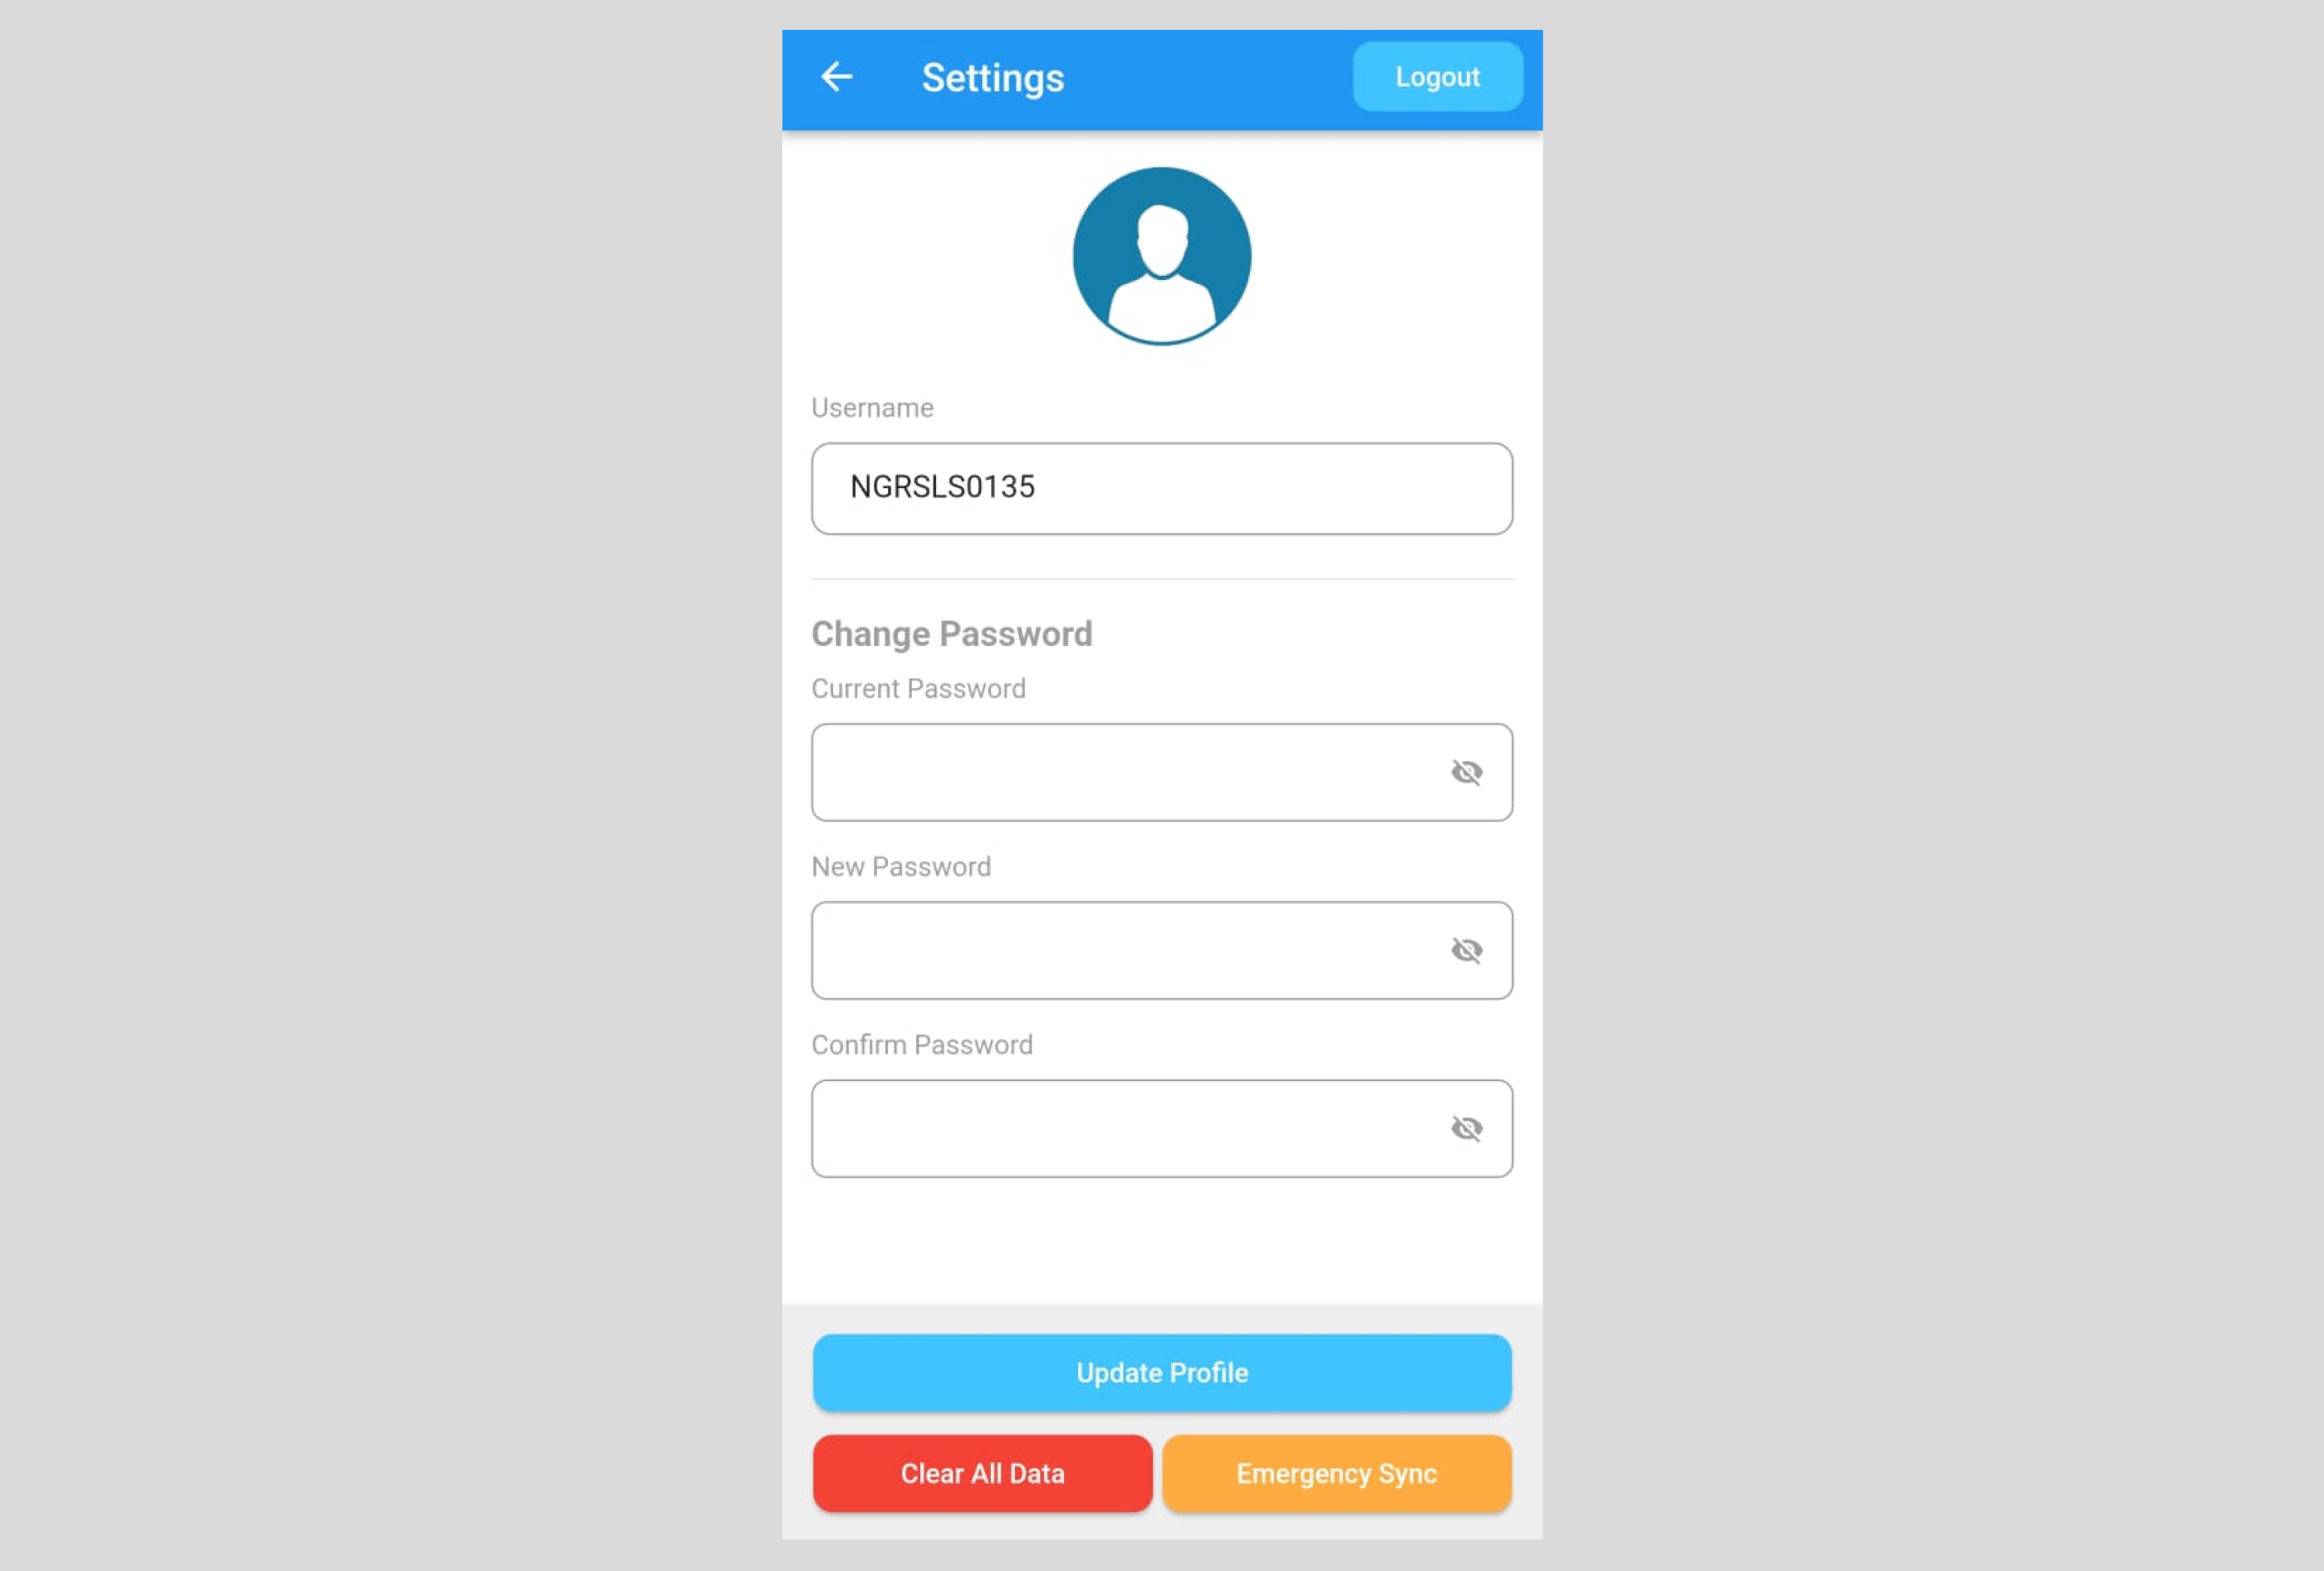 Settings
Logout
Username
NGRSLS0135
Change Password
Current Password
New Password
Confirm Password
Update Profile
Clear All Data
Emergency Sync